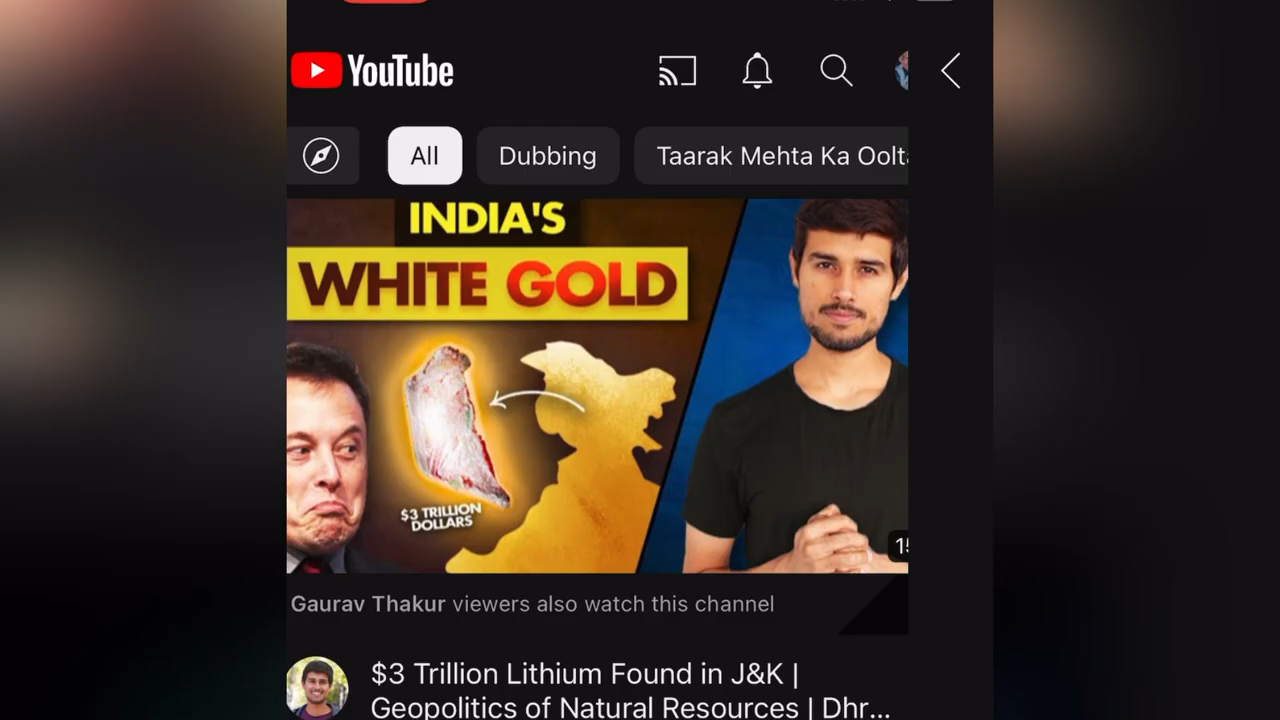 YouTube
All
Dubbing
Taarak Mehta Ka Oolt
INDIA'S
WHITE GOLD
$3 TRILLION
DOLLARS
15
Gaurav Thakur viewers also watch this channel
$3 Trillion Lithium Found in J&K |
Geopolitics of Natural Resources | Dhr...